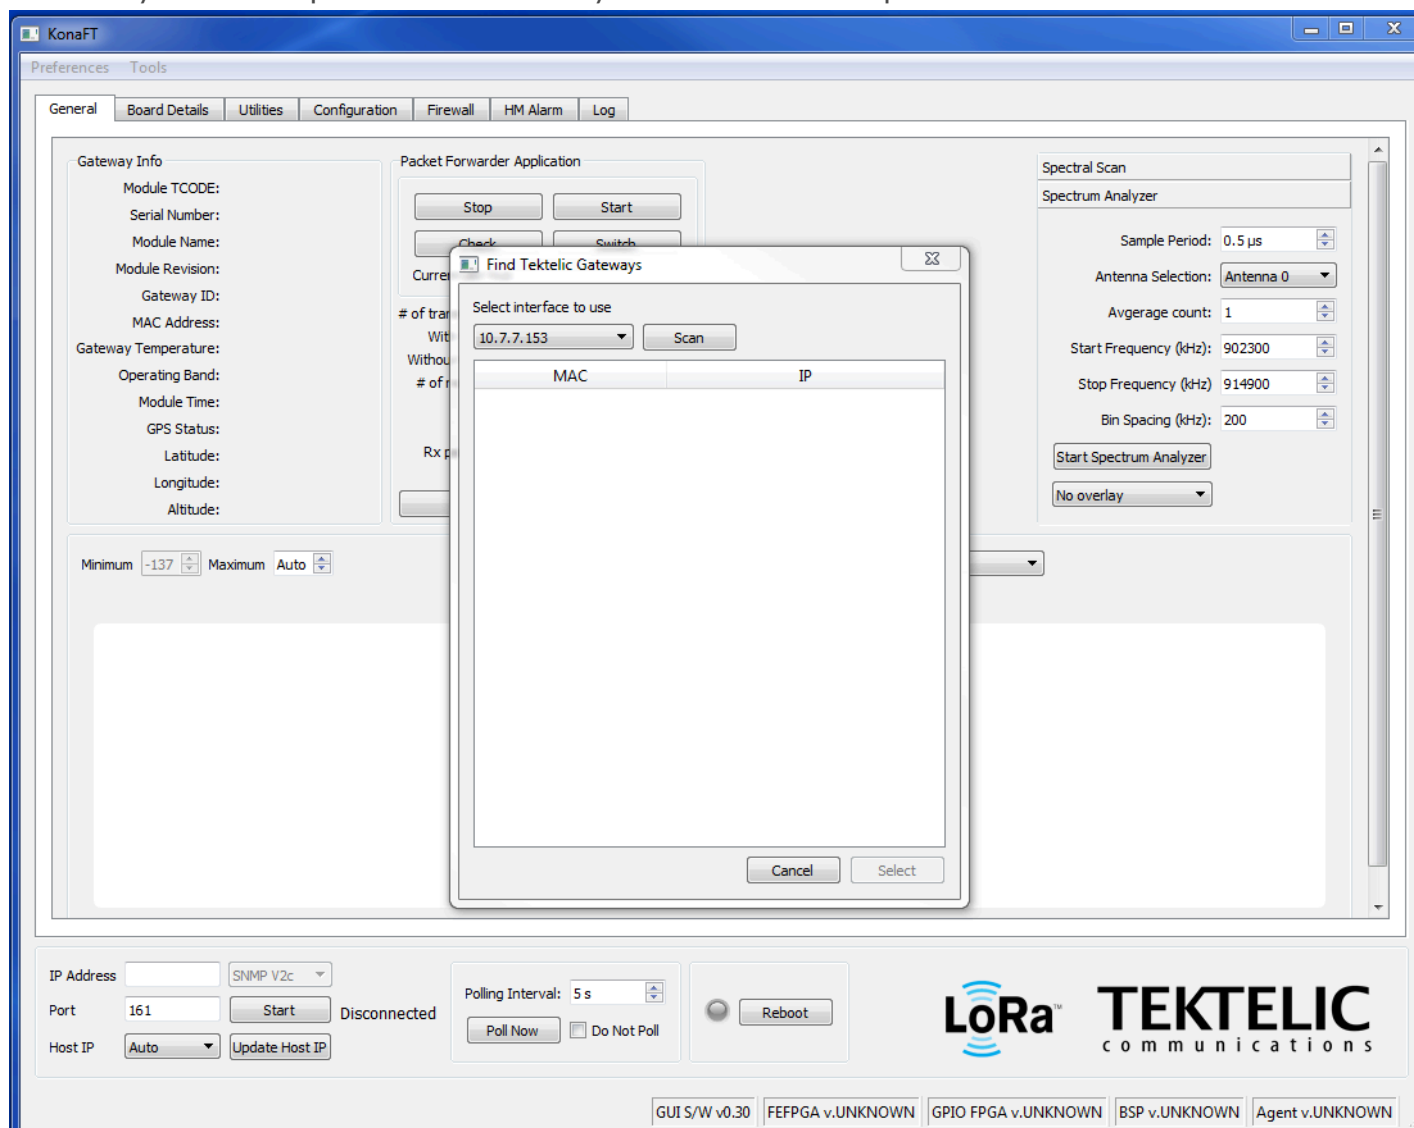 KonaFT
Preferences Tools
General Board Details Utilities Configuration Firewall HM Alarm Log
Gateway Info
Module TCODE:
Serial Number:
Module Name:
Module Revision:
Gateway ID:
MAC Address:
Gateway Temperature:
Operating Band:
Module Time:
GPS Status:
Latitude:
Longitude:
Altitude:
Packet Forwarder Application
Stop Start
Check Switch
# of
# of
Rx
Find Tektelic Gateways
Select interface to use
10.7.7.153 Scan
MAC IP
Cancel Select
Spectral Scan
Spectrum Analyzer
Sample Period: 0.5 µs
Antenna Selection: Antenna 0
Avgerage count: 1
Start Frequency (kHz): 902300
Stop Frequency (kHz) 914900
Bin Spacing (kHz): 200
Start Spectrum Analyzer
No overlay
Minimum -137 Maximum Auto
IP Address SNMP V2c
Port 161 Start Disconnected
Host IP Auto Update Host IP
Polling Interval: 5 s
Poll Now Do Not Poll
Reboot
LoRa™
TEKTELIC
communications
GUI S/W v0.30 FEFPGA v.UNKNOWN GPIO FPGA v.UNKNOWN BSP v.UNKNOWN Agent v.UNKNOWN